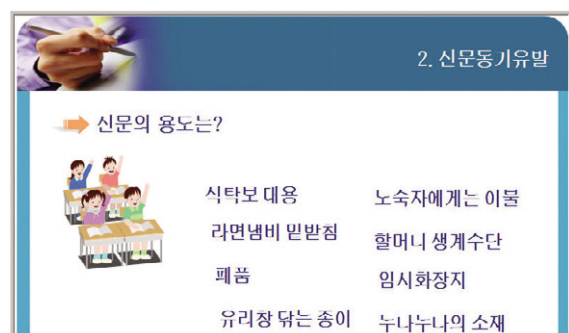 2. 신문동기유발
신문의 용도는?
식탁보 대용
노숙자에게는 이불
라면냄비 밑받침
할머니 생계수단
폐품
임시화장지
유리창 닦는 종이
누나누나의 소재